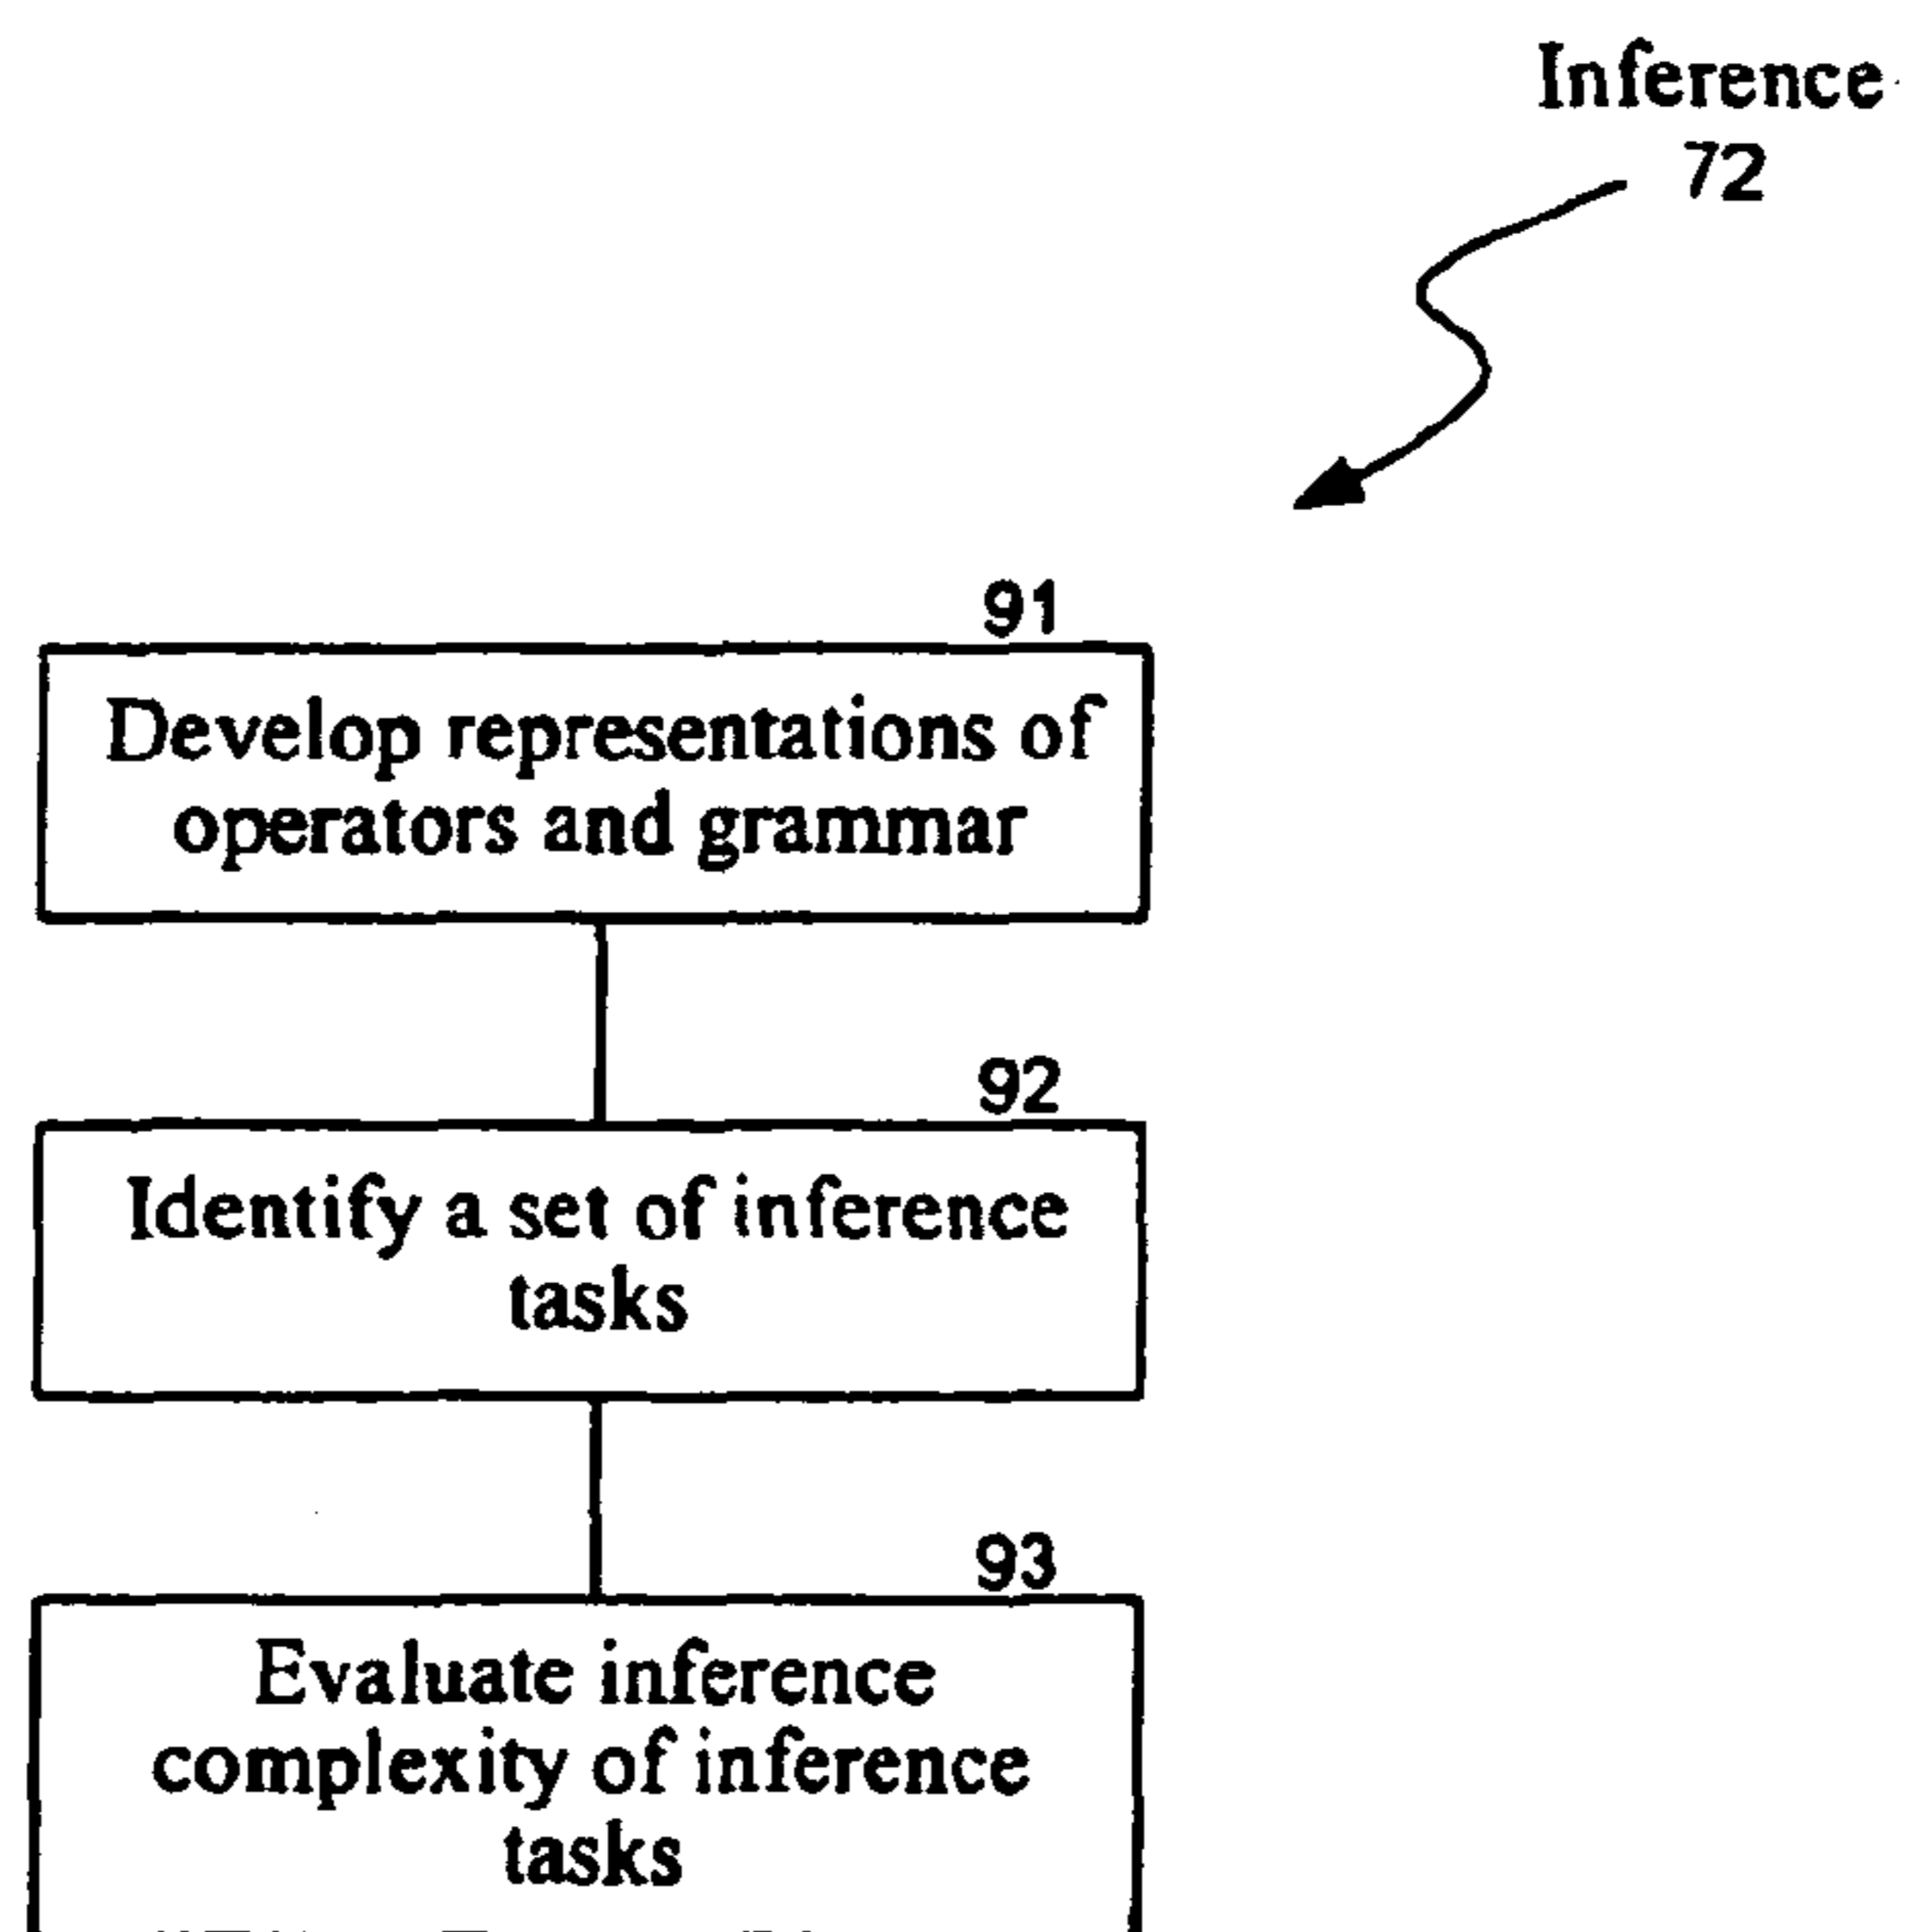 Inference
72
91
Develop representations of
operators and grammar
92
Identify a set of inference
tasks
93
Evaluate inference
complexity of inference
tasks